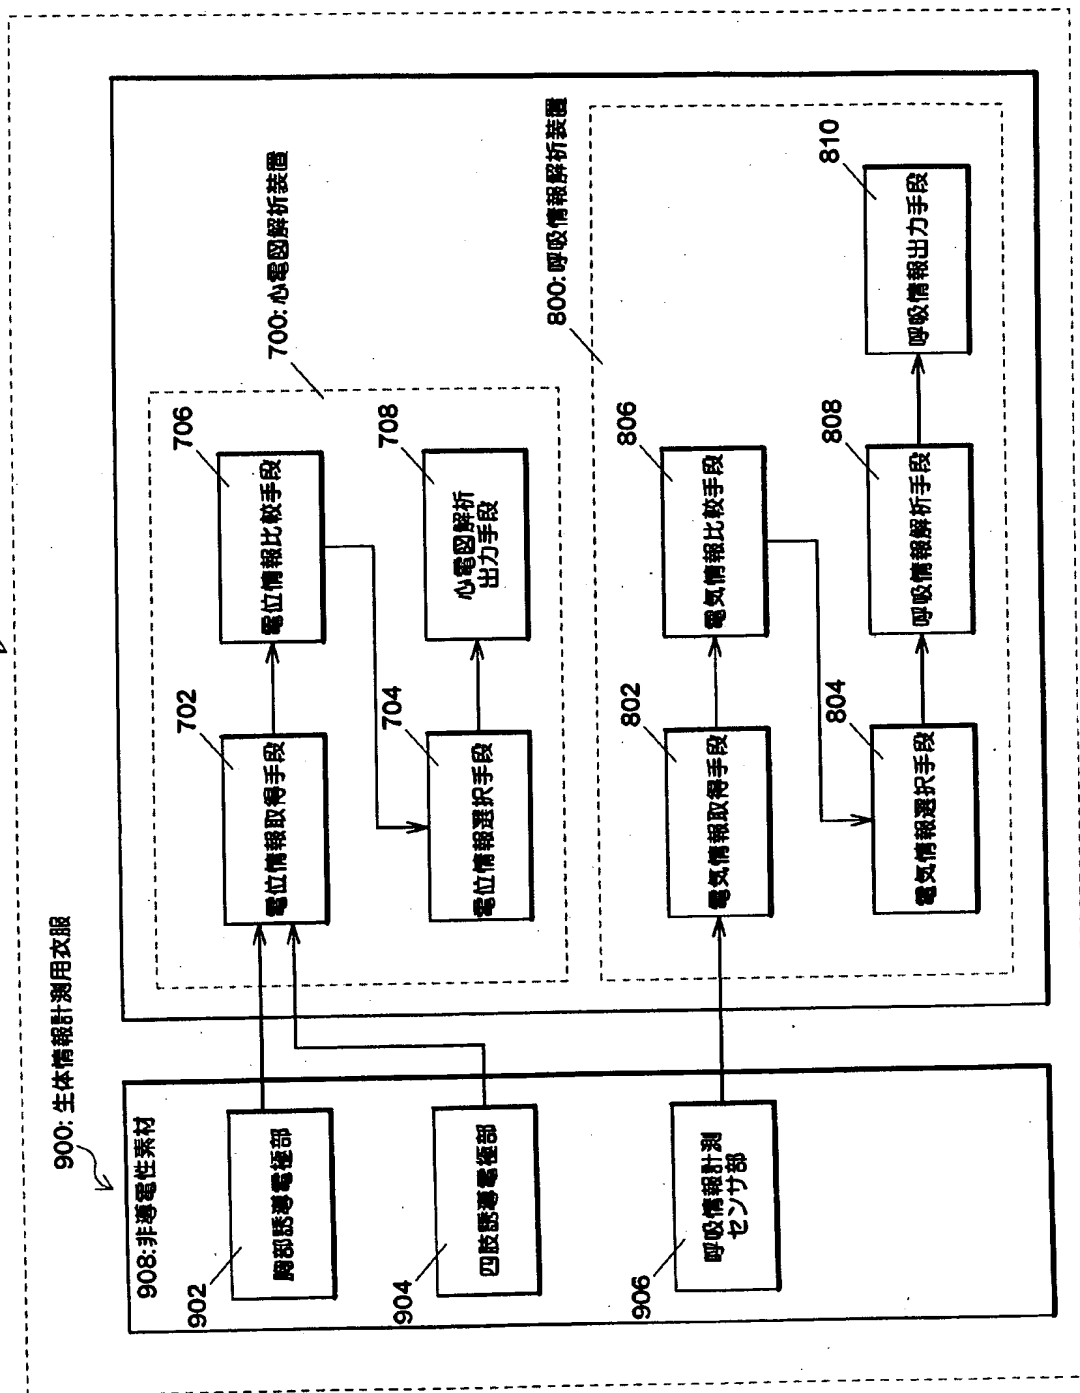 900:生体情報計測用衣服
908:非導電性素材
902
胸部誘導電極部
904
四肢誘導電極部
906
呼吸情報計測
センサ部
700:心電図解析装置
702
電位情報取得手段
706
電位情報比較手段
704
電位情報選択手段
708
心電図解析
出力手段
800:呼吸情報解析装置
802
電気情報取得手段
806
電気情報比較手段
804
電気情報選択手段
808
呼吸情報解析手段
810
呼吸情報出力手段